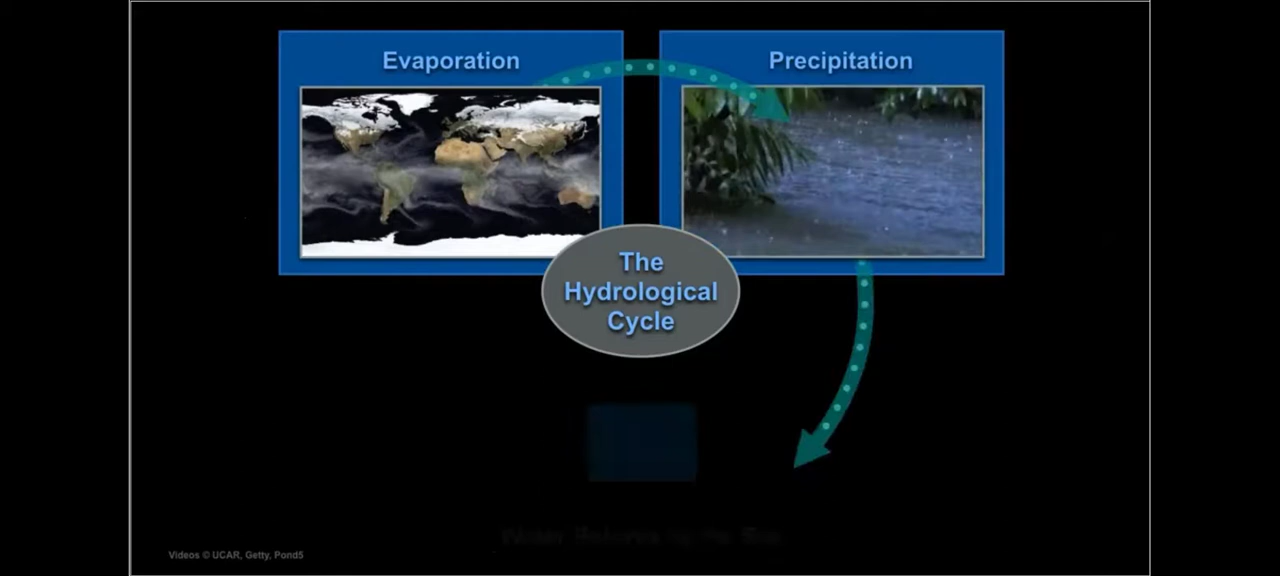 Evaporation
Precipitation
The
Hydrological
Cycle
Videos © UCAR, Getty, Pond5